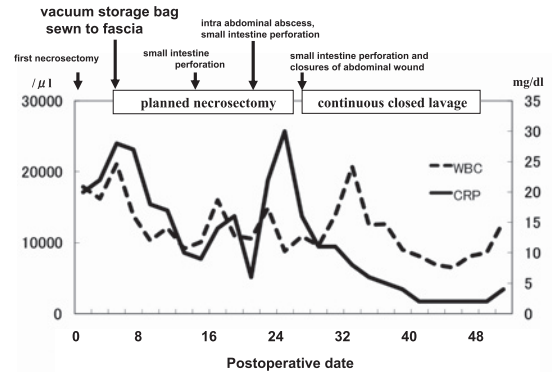 vacuum storage bag
sewn to fascia
intra abdominal abscess,
small intestine perforation
first necrosectomy
small intestine
perforation
small intestine perforation and
closures of abdominal wound
/μl
mg/dl
planned necrosectomy
continuous closed lavage
30000
20000
10000
0
35
30
25
20
15
10
5
0
WBC
CRP
0 8 16 24 32 40 48
Postoperative date